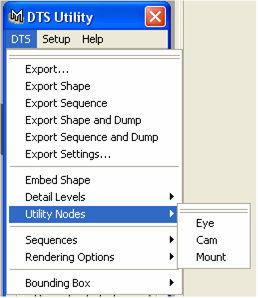 DTS Utility
DTS Setup Help
Export...
Export Shape
Export Sequence
Export Shape and Dump
Export Sequence and Dump
Export Settings...
Embed Shape
Detail Levels
Utility Nodes
Eye
Cam
Mount
Sequences
Rendering Options
Bounding Box